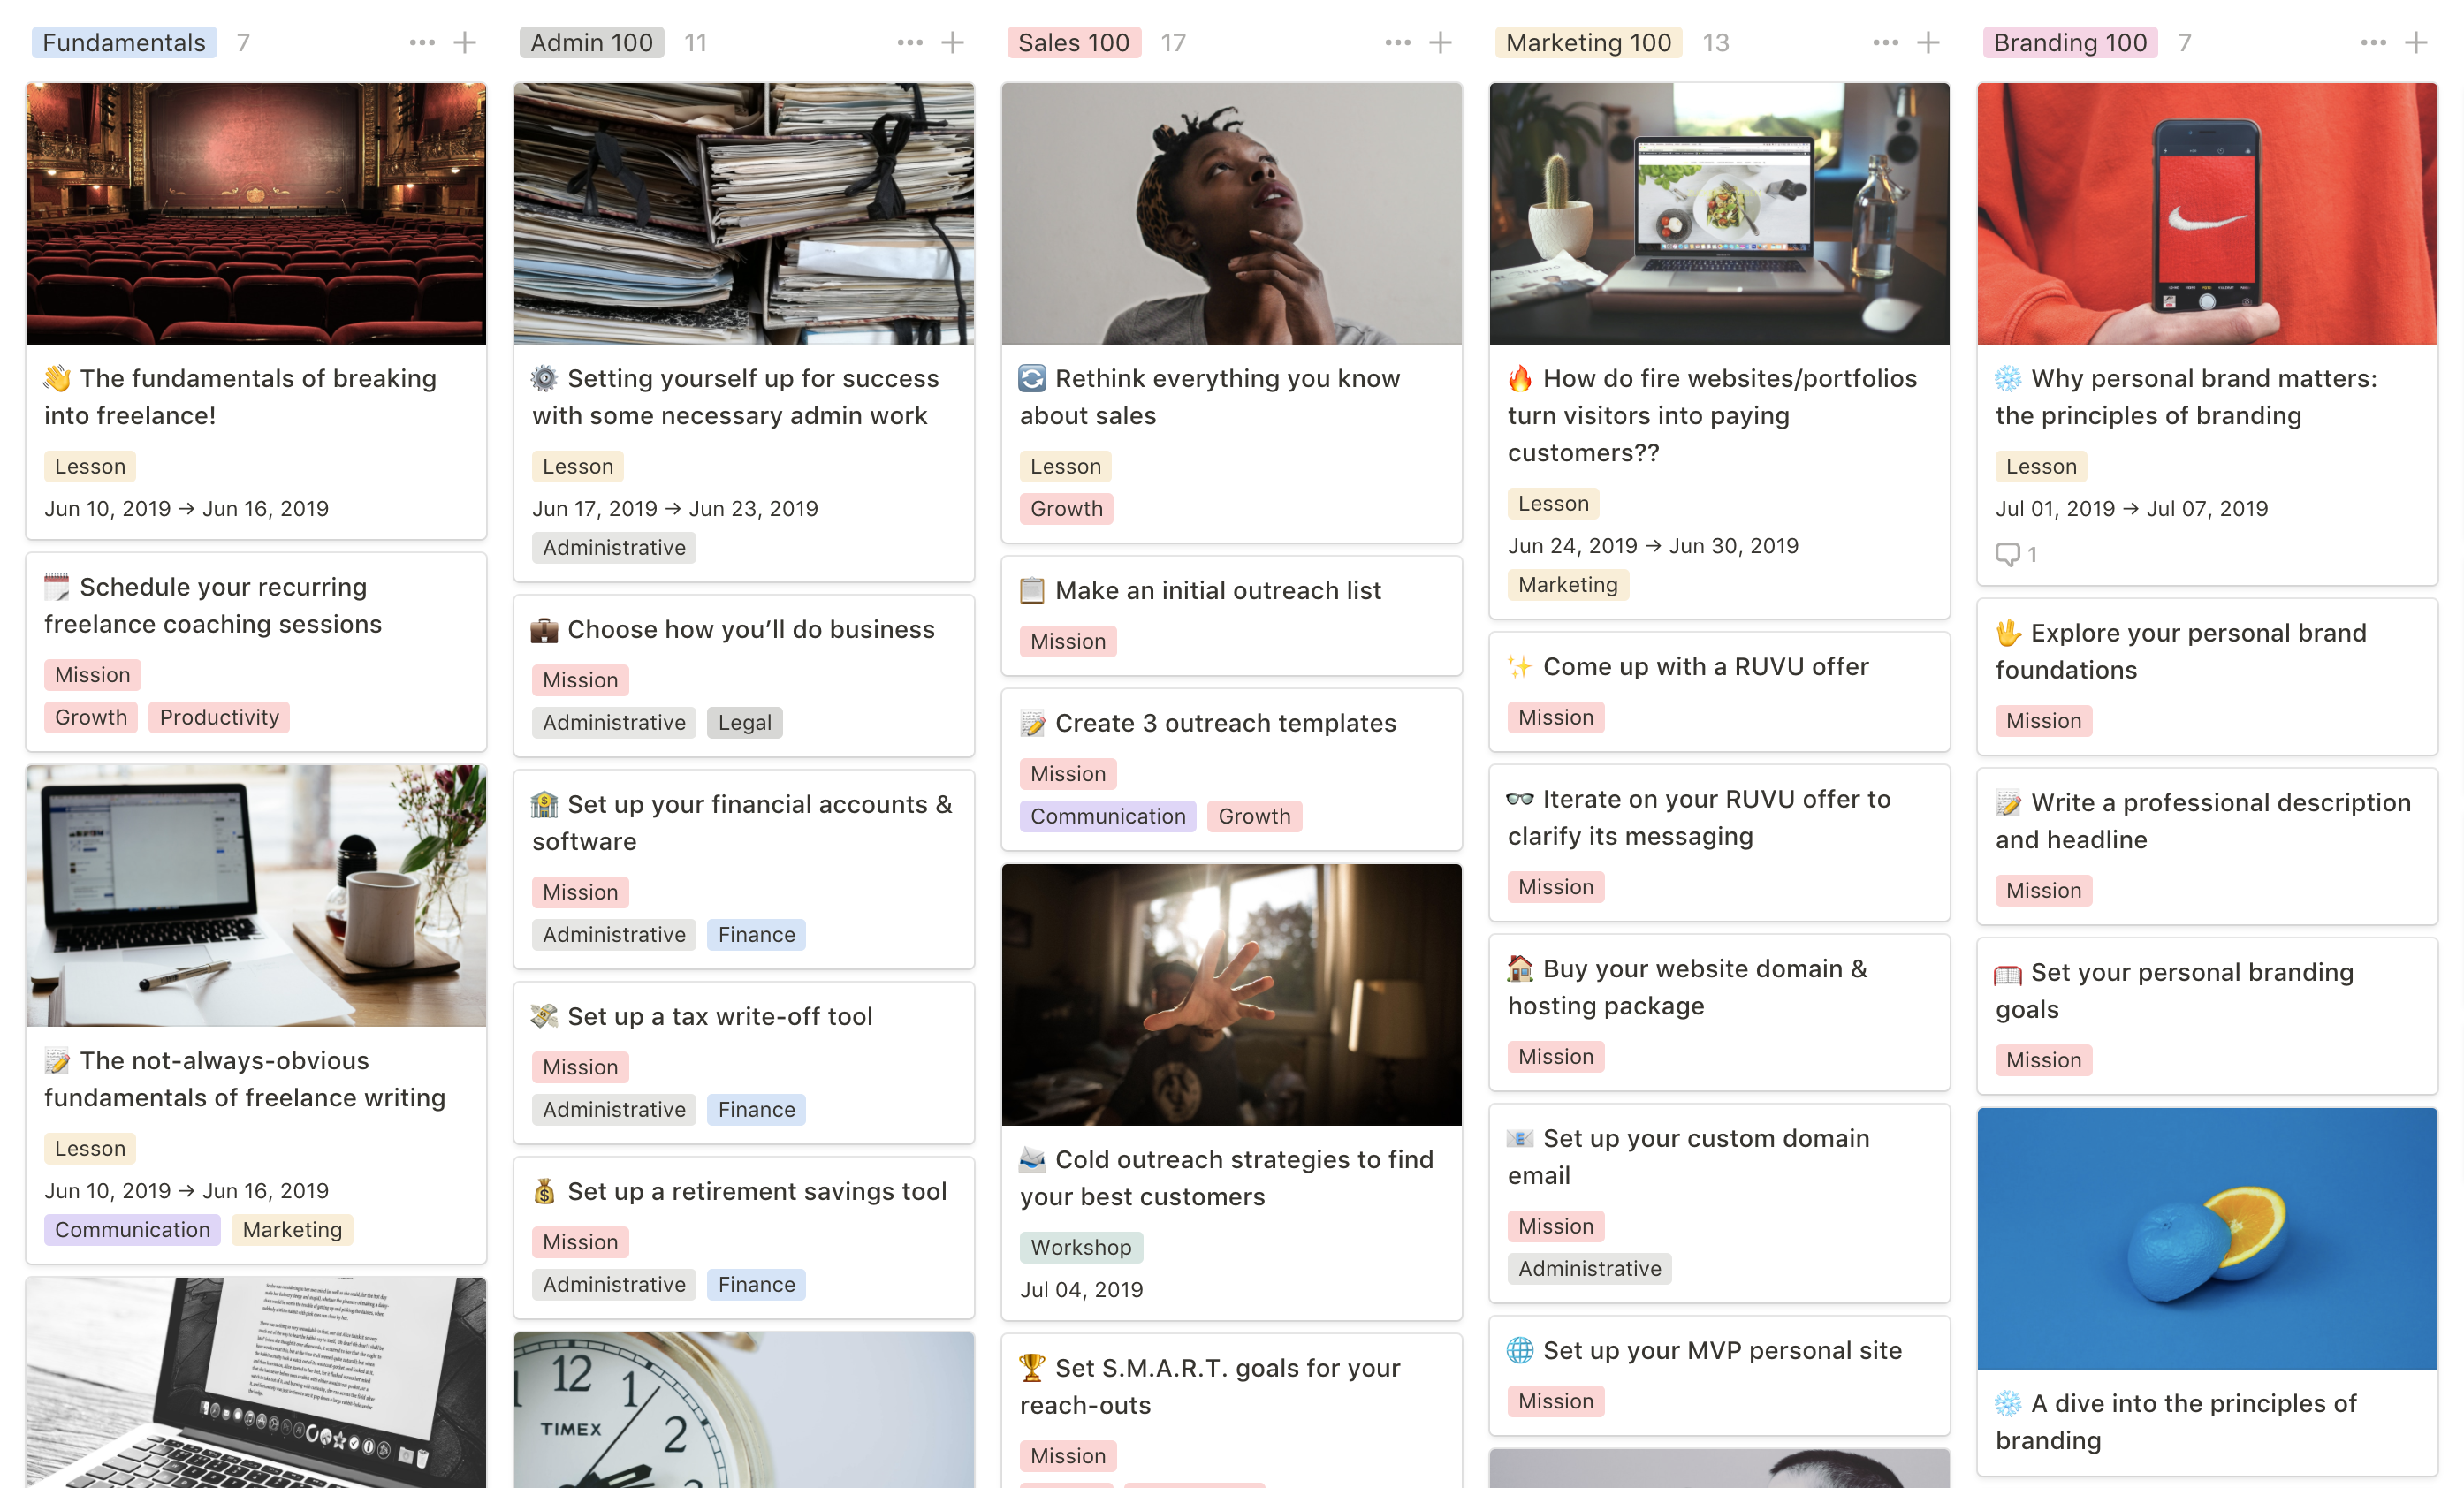 Fundamentals 7
The fundamentals of breaking
into freelance!
Lesson
Jun 10, 2019 → Jun 16, 2019
Schedule your recurring
freelance coaching sessions
Mission
Growth Productivity
The not-always-obvious
fundamentals of freelance writing
Lesson
Jun 10, 2019 → Jun 16, 2019
Communication Marketing
Admin 100 11
Setting yourself up for success
with some necessary admin work
Lesson
Jun 17, 2019 → Jun 23, 2019
Administrative
Choose how you’ll do business
Mission
Administrative Legal
Set up your financial accounts &
software
Mission
Administrative Finance
Set up a tax write-off tool
Mission
Administrative Finance
Set up a retirement savings tool
Mission
Administrative Finance
12
1
TIMEX
2
Sales 100 17
Rethink everything you know
about sales
Lesson
Growth
Make an initial outreach list
Mission
Create 3 outreach templates
Mission
Communication Growth
Cold outreach strategies to find
your best customers
Workshop
Jul 04, 2019
Set S.M.A.R.T. goals for your
reach-outs
Mission
Marketing 100 13
How do fire websites/portfolios
turn visitors into paying
customers??
Lesson
Jun 24, 2019 → Jun 30, 2019
Marketing
Come up with a RUVU offer
Mission
Iterate on your RUVU offer to
clarify its messaging
Mission
Buy your website domain &
hosting package
Mission
Set up your custom domain
email
Mission
Administrative
Set up your MVP personal site
Mission
Branding 100 7
Why personal brand matters:
the principles of branding
Lesson
Jul 01, 2019 → Jul 07, 2019
1
Explore your personal brand
foundations
Mission
Write a professional description
and headline
Mission
Set your personal branding
goals
Mission
A dive into the principles of
branding